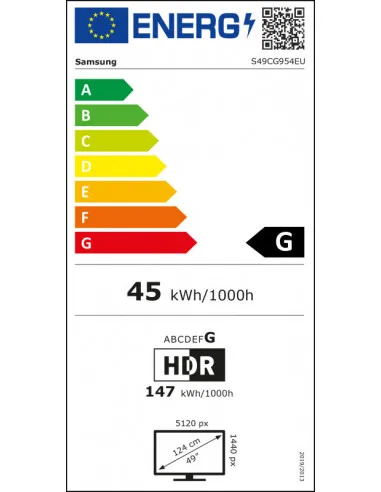 ENERG
Samsung
S49CG954EU
A
B
C
D
E
F
G
G
45 kWh/1000h
ABCDEFG
HDR
147 kWh/1000h
5120 px
124 cm
49"
1440 px
2019/2013